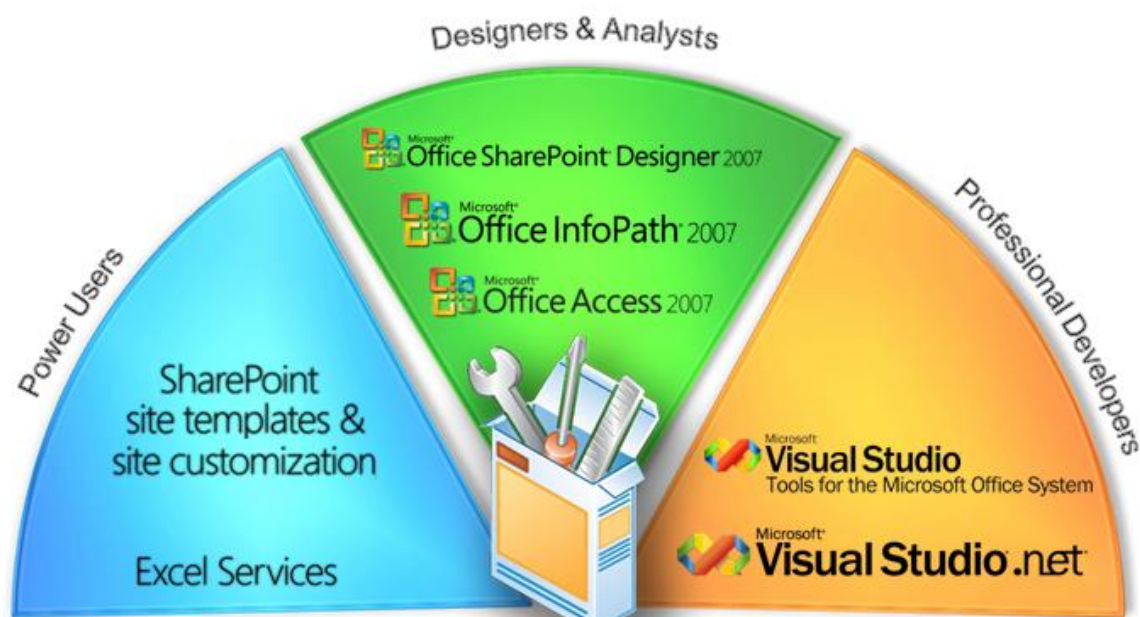 Designers & Analysts
Microsoft®
Office SharePoint® Designer 2007
Microsoft®
Office InfoPath® 2007
Microsoft®
Office Access 2007
Power Users
SharePoint
site templates &
site customization
Excel Services
Professional Developers
Microsoft
Visual Studio
Tools for the Microsoft Office System
Microsoft®
Visual Studio.net